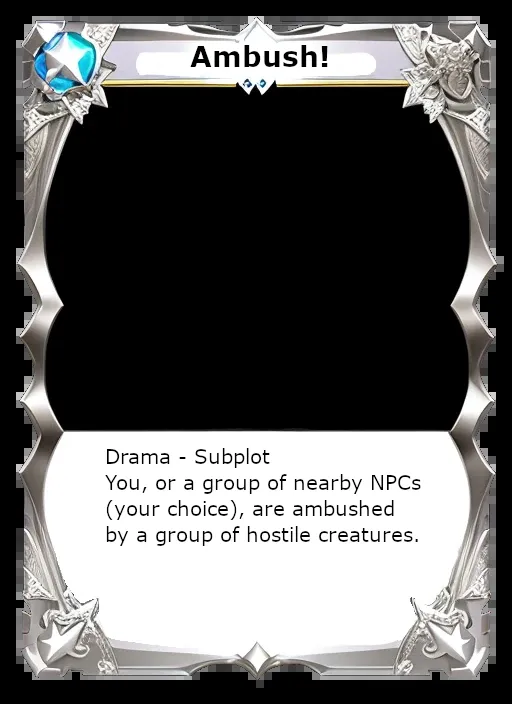 Ambush!
Drama - Subplot
You, or a group of nearby NPCs
(your choice), are ambushed
by a group of hostile creatures.